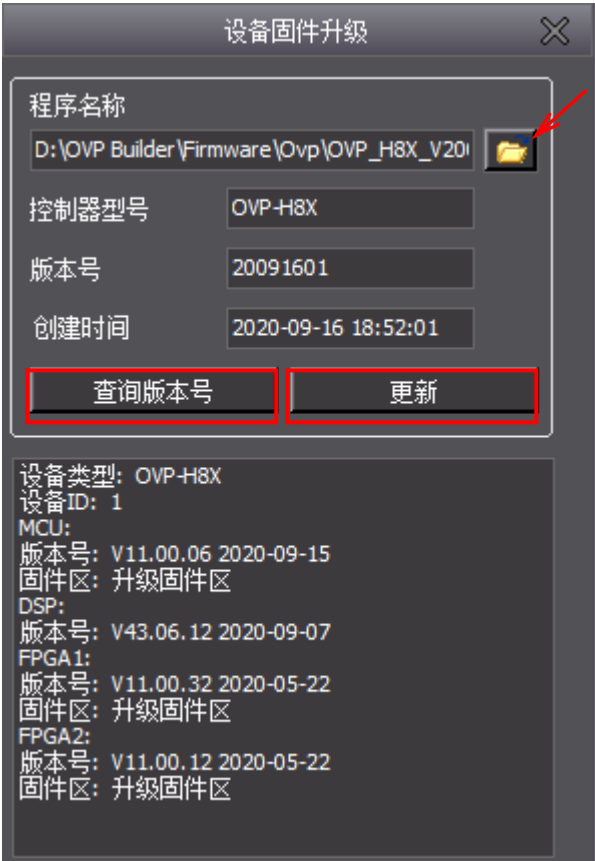 设备固件升级
程序名称
D:\OVP Builder\Firmware\Ovp\OVP_H8X_V20
控制器型号 OVP-H8X
版本号 20091601
创建时间 2020-09-16 18:52:01
查询版本号 更新
设备类型: OVP-H8X
设备ID: 1
MCU:
版本号: V11.00.06 2020-09-15
固件区: 升级固件区
DSP:
版本号: V43.06.12 2020-09-07
FPGA1:
版本号: V11.00.32 2020-05-22
固件区: 升级固件区
FPGA2:
版本号: V11.00.12 2020-05-22
固件区: 升级固件区